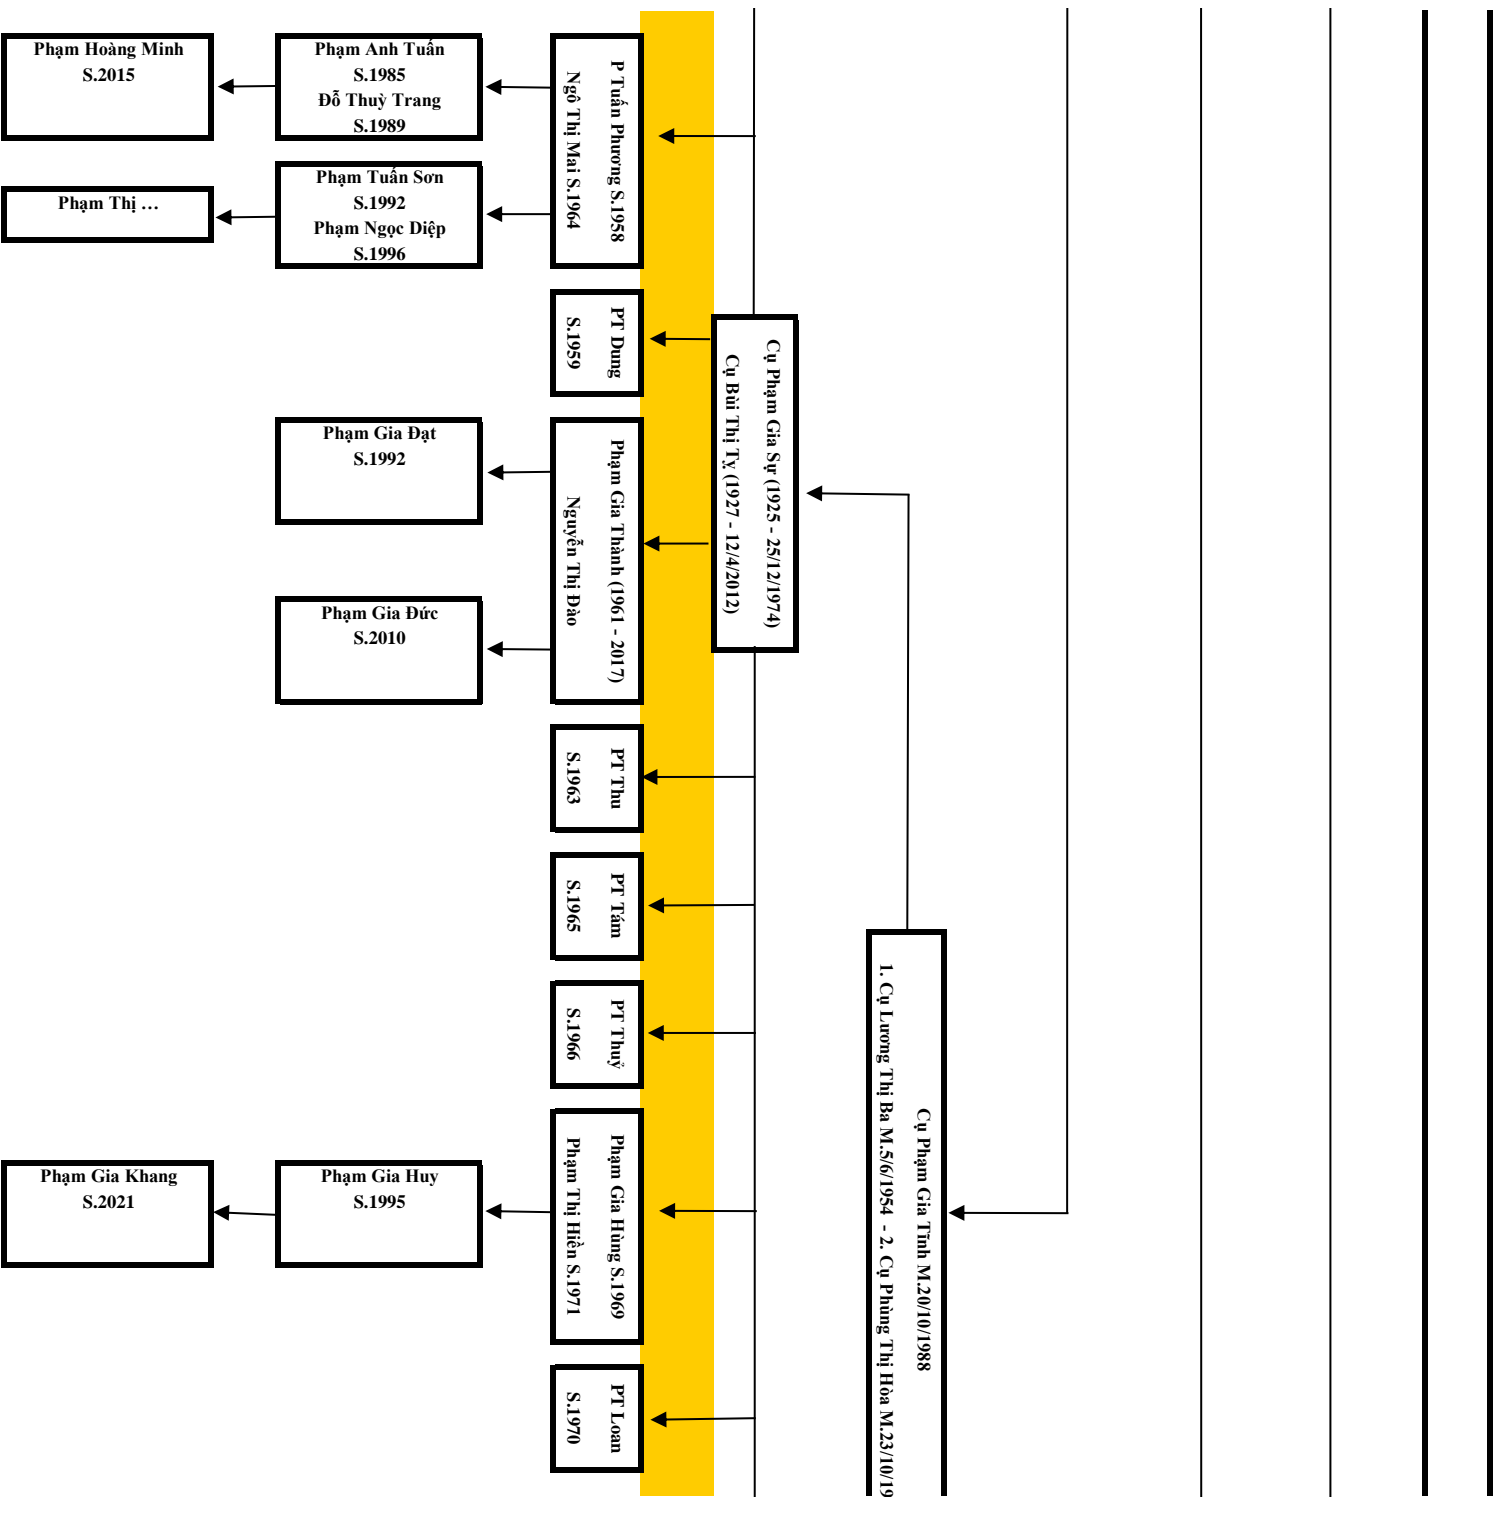 Phạm Hoàng Minh
S.2015
Phạm Anh Tuấn
S.1985
Đỗ Thuỳ Trang
S.1989
P Tuấn Phương S.1958
Ngô Thị Mai S.1964
Phạm Thị ...
Phạm Tuấn Sơn
S.1992
Phạm Ngọc Diệp
S.1996
PT Dung
S.1959
Cụ Phạm Gia Sự (1925 - 25/12/1974)
Cụ Bùi Thị Tỵ (1927 - 12/4/2012)
Phạm Gia Đạt
S.1992
Phạm Gia Thành (1961 - 2017)
Nguyễn Thị Đào
Phạm Gia Đức
S.2010
PT Thu
S.1963
PT Tám
S.1965
PT Thuỷ
S.1966
Cụ Phạm Gia Tĩnh M.20/10/1988
1. Cụ Lương Thị Ba M.5/6/1954 - 2. Cụ Phùng Thị Hòa M.23/10/19
Phạm Gia Khang
S.2021
Phạm Gia Huy
S.1995
Phạm Gia Hùng S.1969
Phạm Thị Hiền S.1971
PT Loan
S.1970